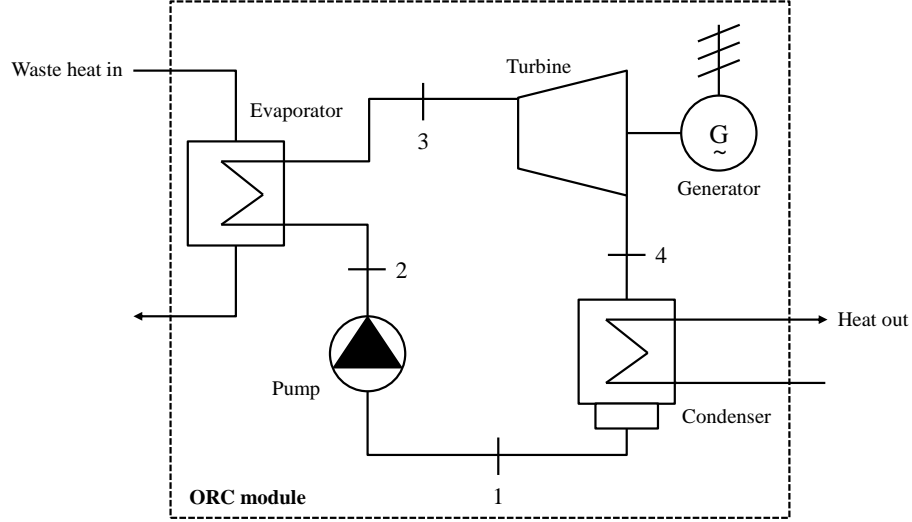 Turbine
Waste heat in
Evaporator
3
G
~
Generator
2
4
Heat out
Pump
Condenser
1
ORC module